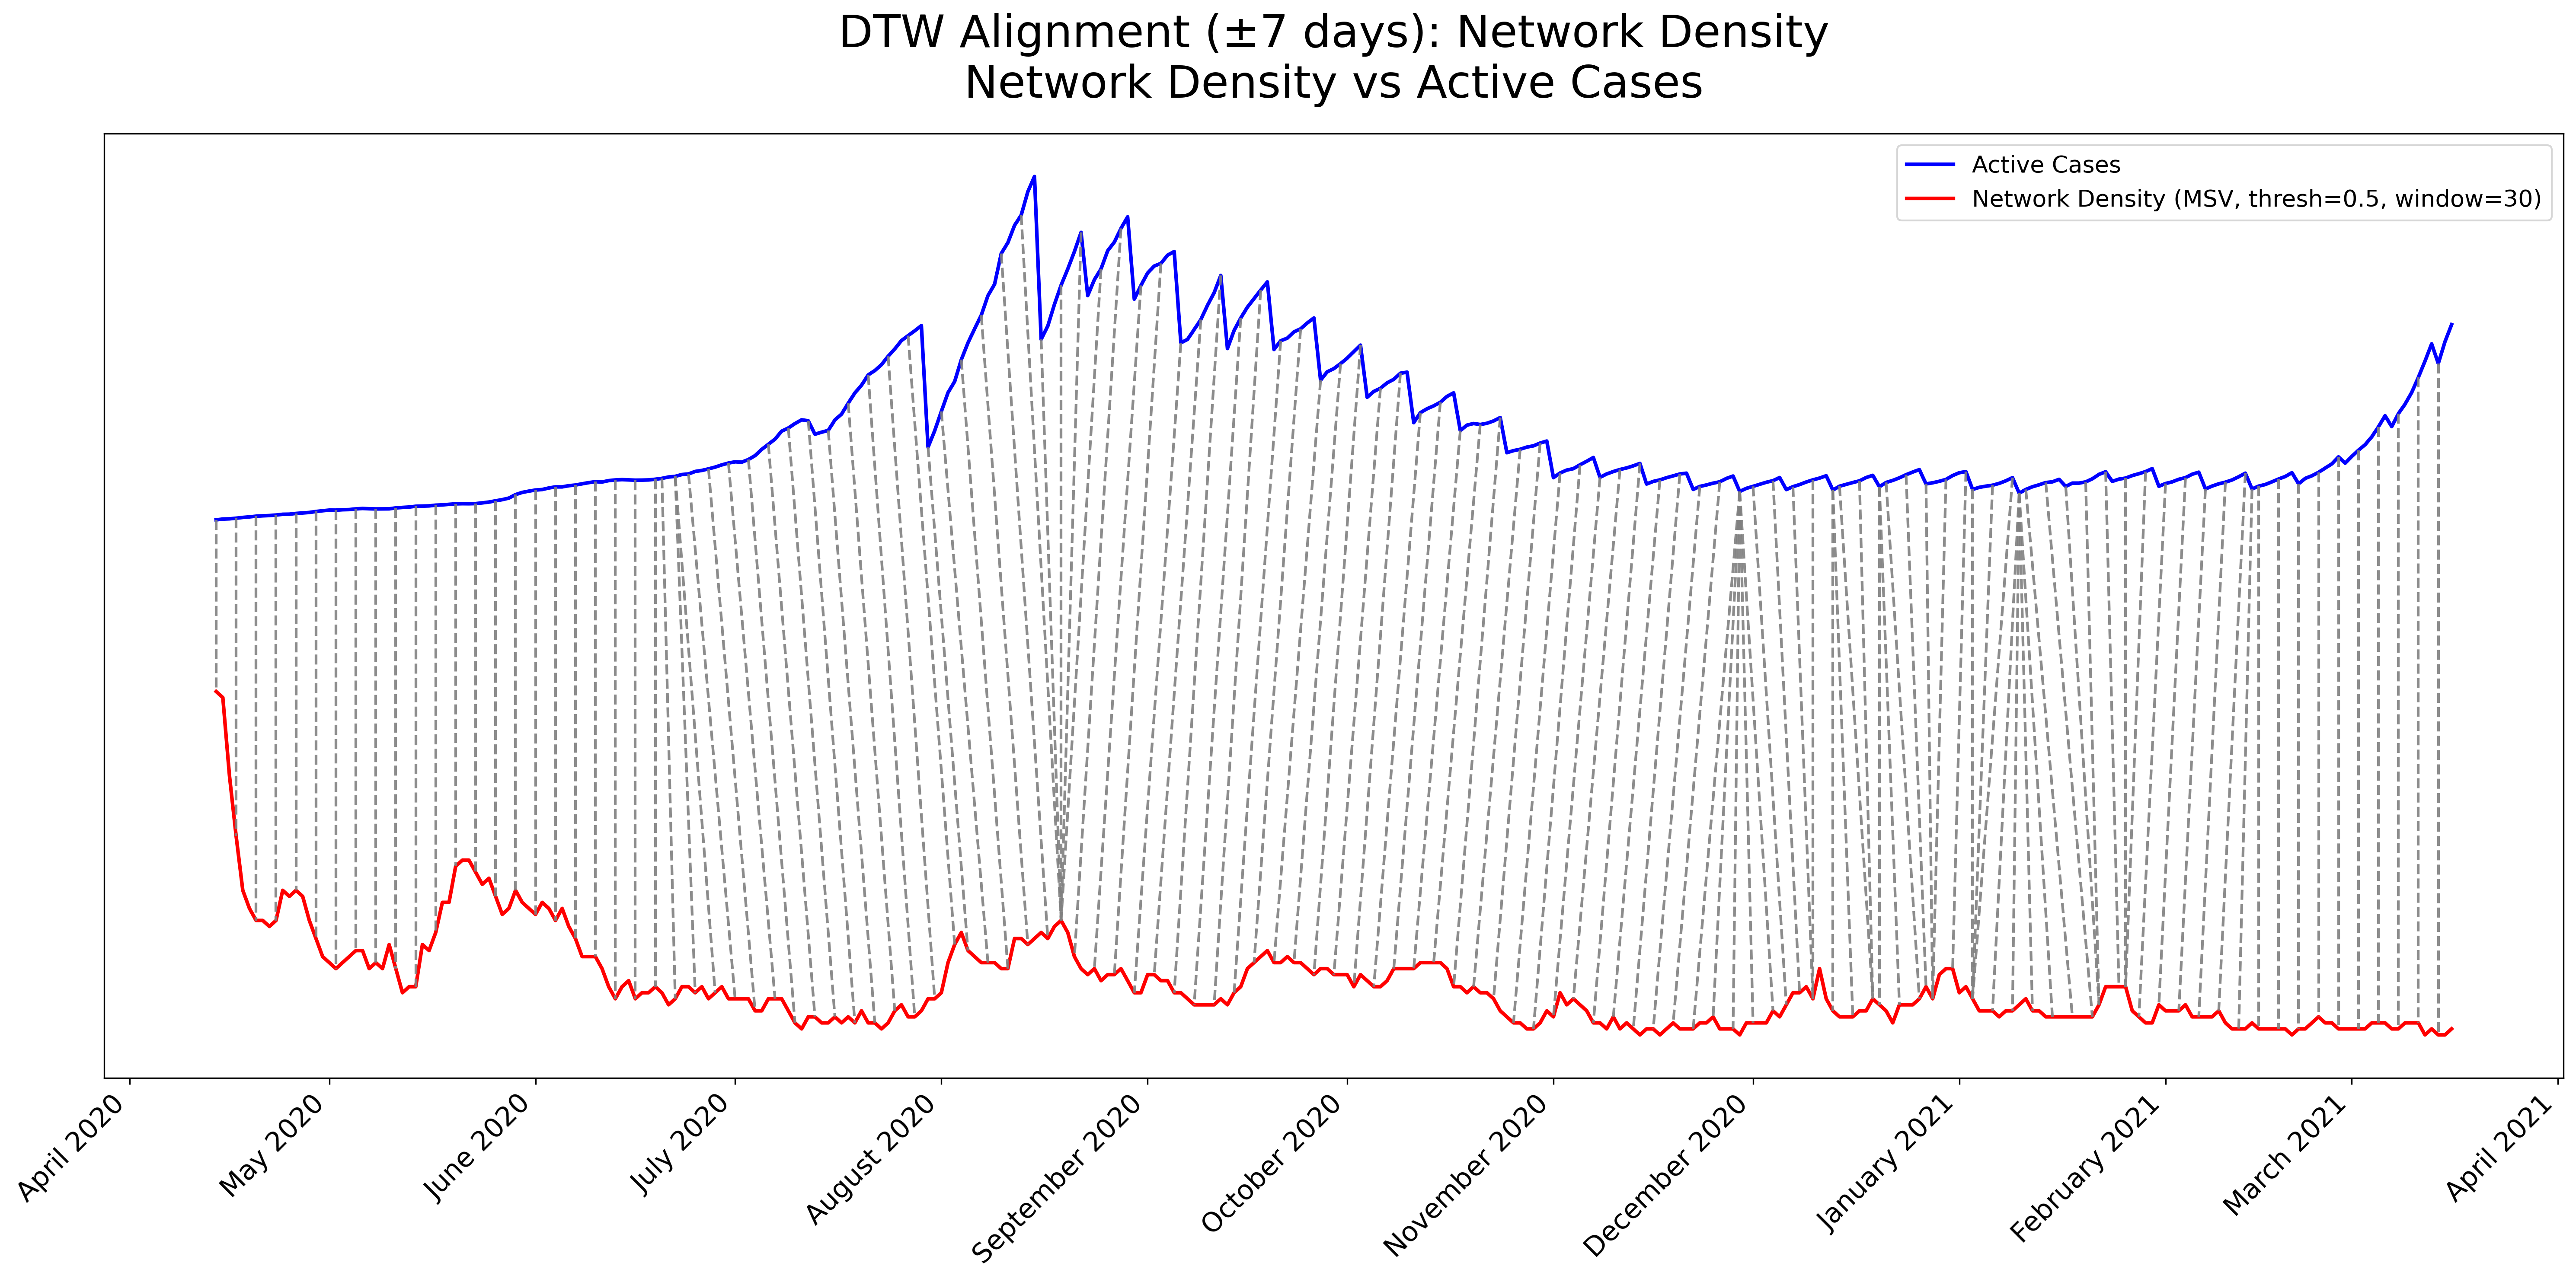 DTW Alignment (±7 days): Network Density
Network Density vs Active Cases
Active Cases
Network Density (MSV, thresh=0.5, window=30)
April 2020
May 2020
June 2020
July 2020
August 2020
September 2020
October 2020
November 2020
December 2020
January 2021
February 2021
March 2021
April 2021